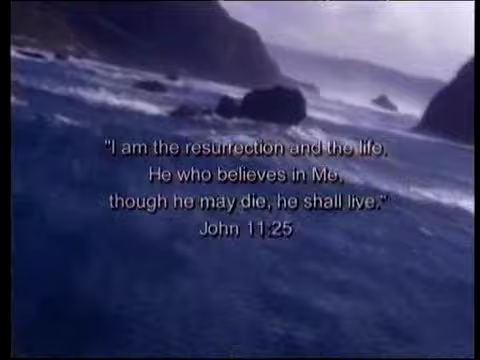 "I am the resurrection and the life.
He who believes in Me,
though he may die, he shall live."
John 11:25